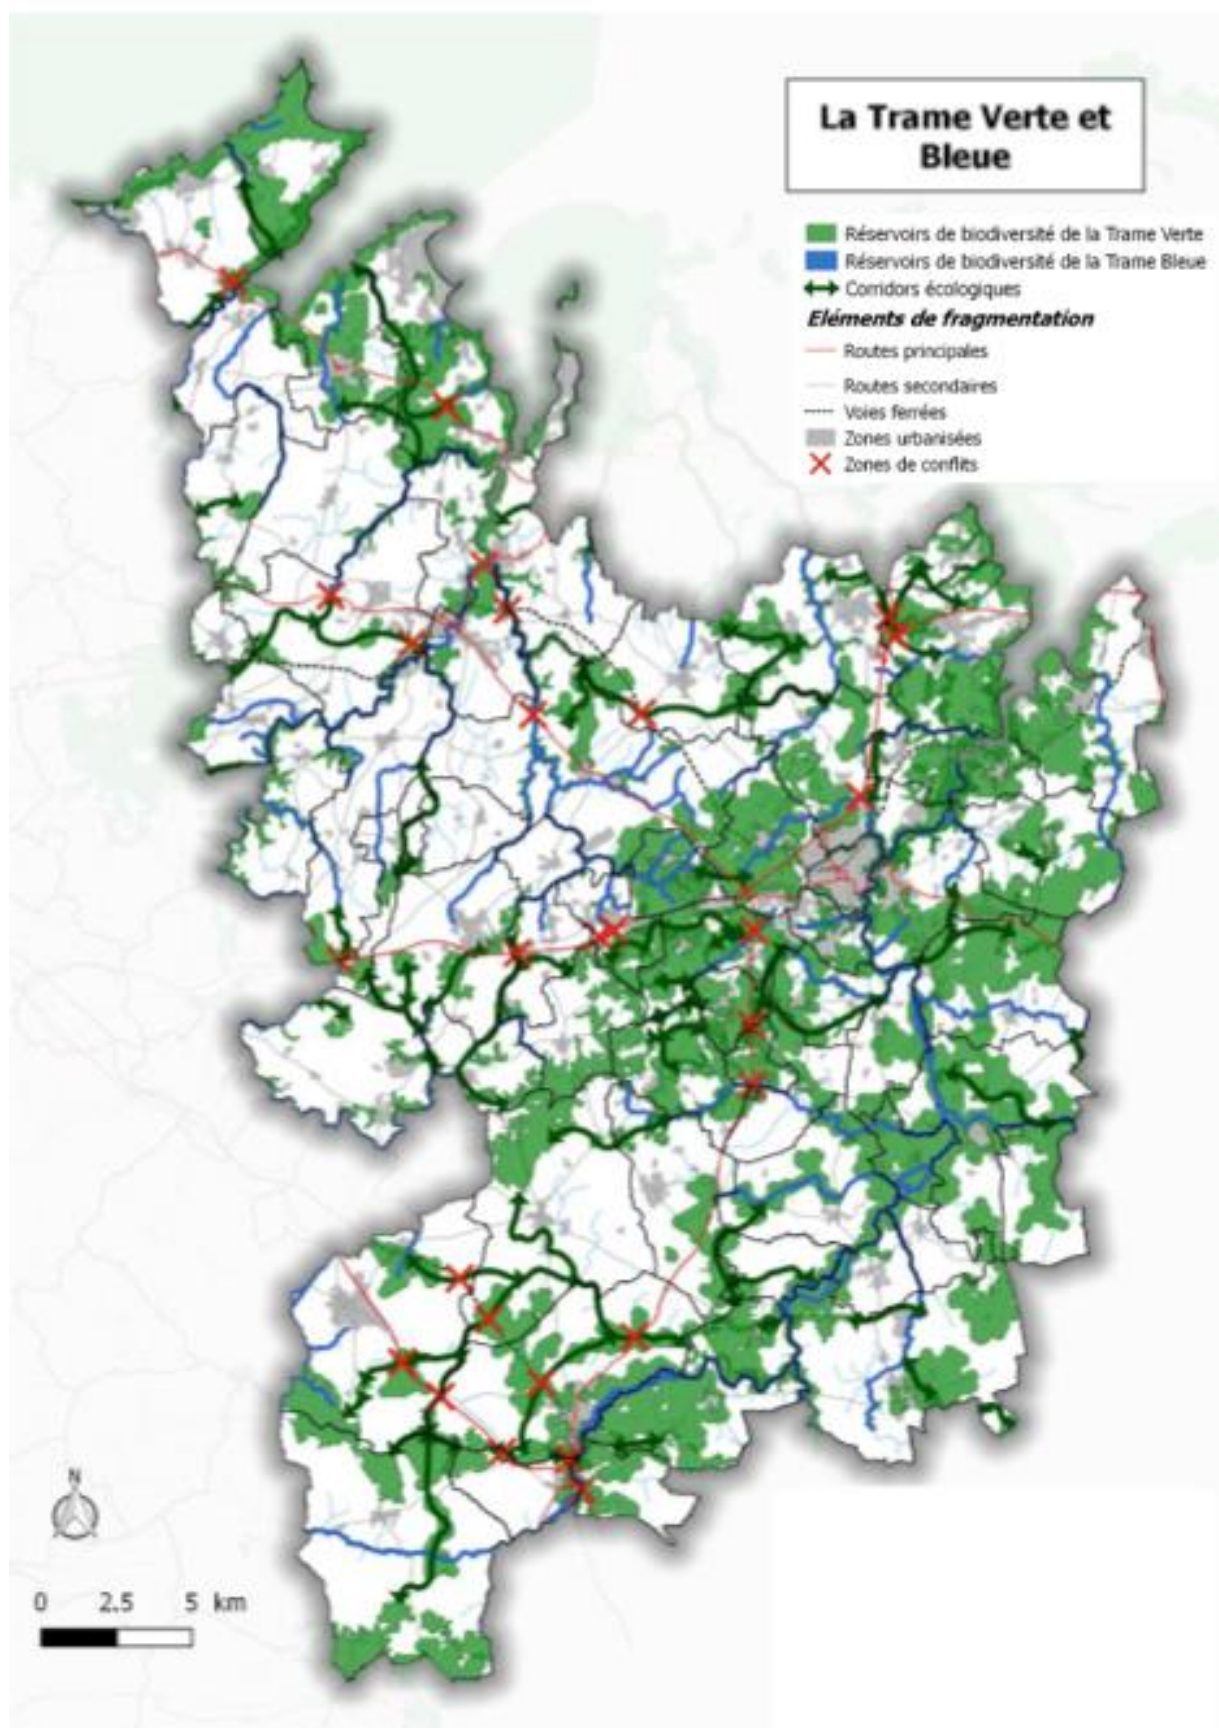 La Trame Verte et
Bleue
Réservoirs de biodiversité de la Trame Verte
Réservoirs de biodiversité de la Trame Bleue
Corridors écologiques
Eléments de fragmentation
Routes principales
Routes secondaires
Voies ferrées
Zones urbanisées
Zones de conflits
N
0 2.5 5 km